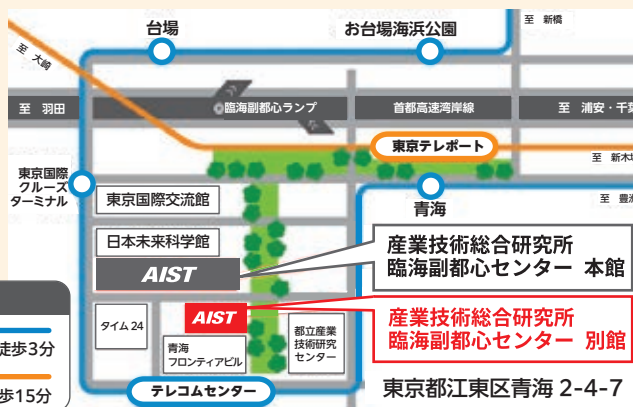 台場
お台場海浜公園
至 新橋
至 大崎
至 羽田
臨海副都心ランプ
首都高速湾岸線
至 浦安・千葉
東京テレポート
至 新木場
東京国際
クルーズ
ターミナル
東京国際交流館
青海
至 豊洲
日本未来科学館
AIST
産業技術総合研究所
臨海副都心センター 本館
タイム24
AIST
青海
フロンティアビル
都立産業
技術研究
センター
産業技術総合研究所
臨海副都心センター 別館
徒歩3分
歩15分
テレコムセンター
東京都江東区青海 2-4-7